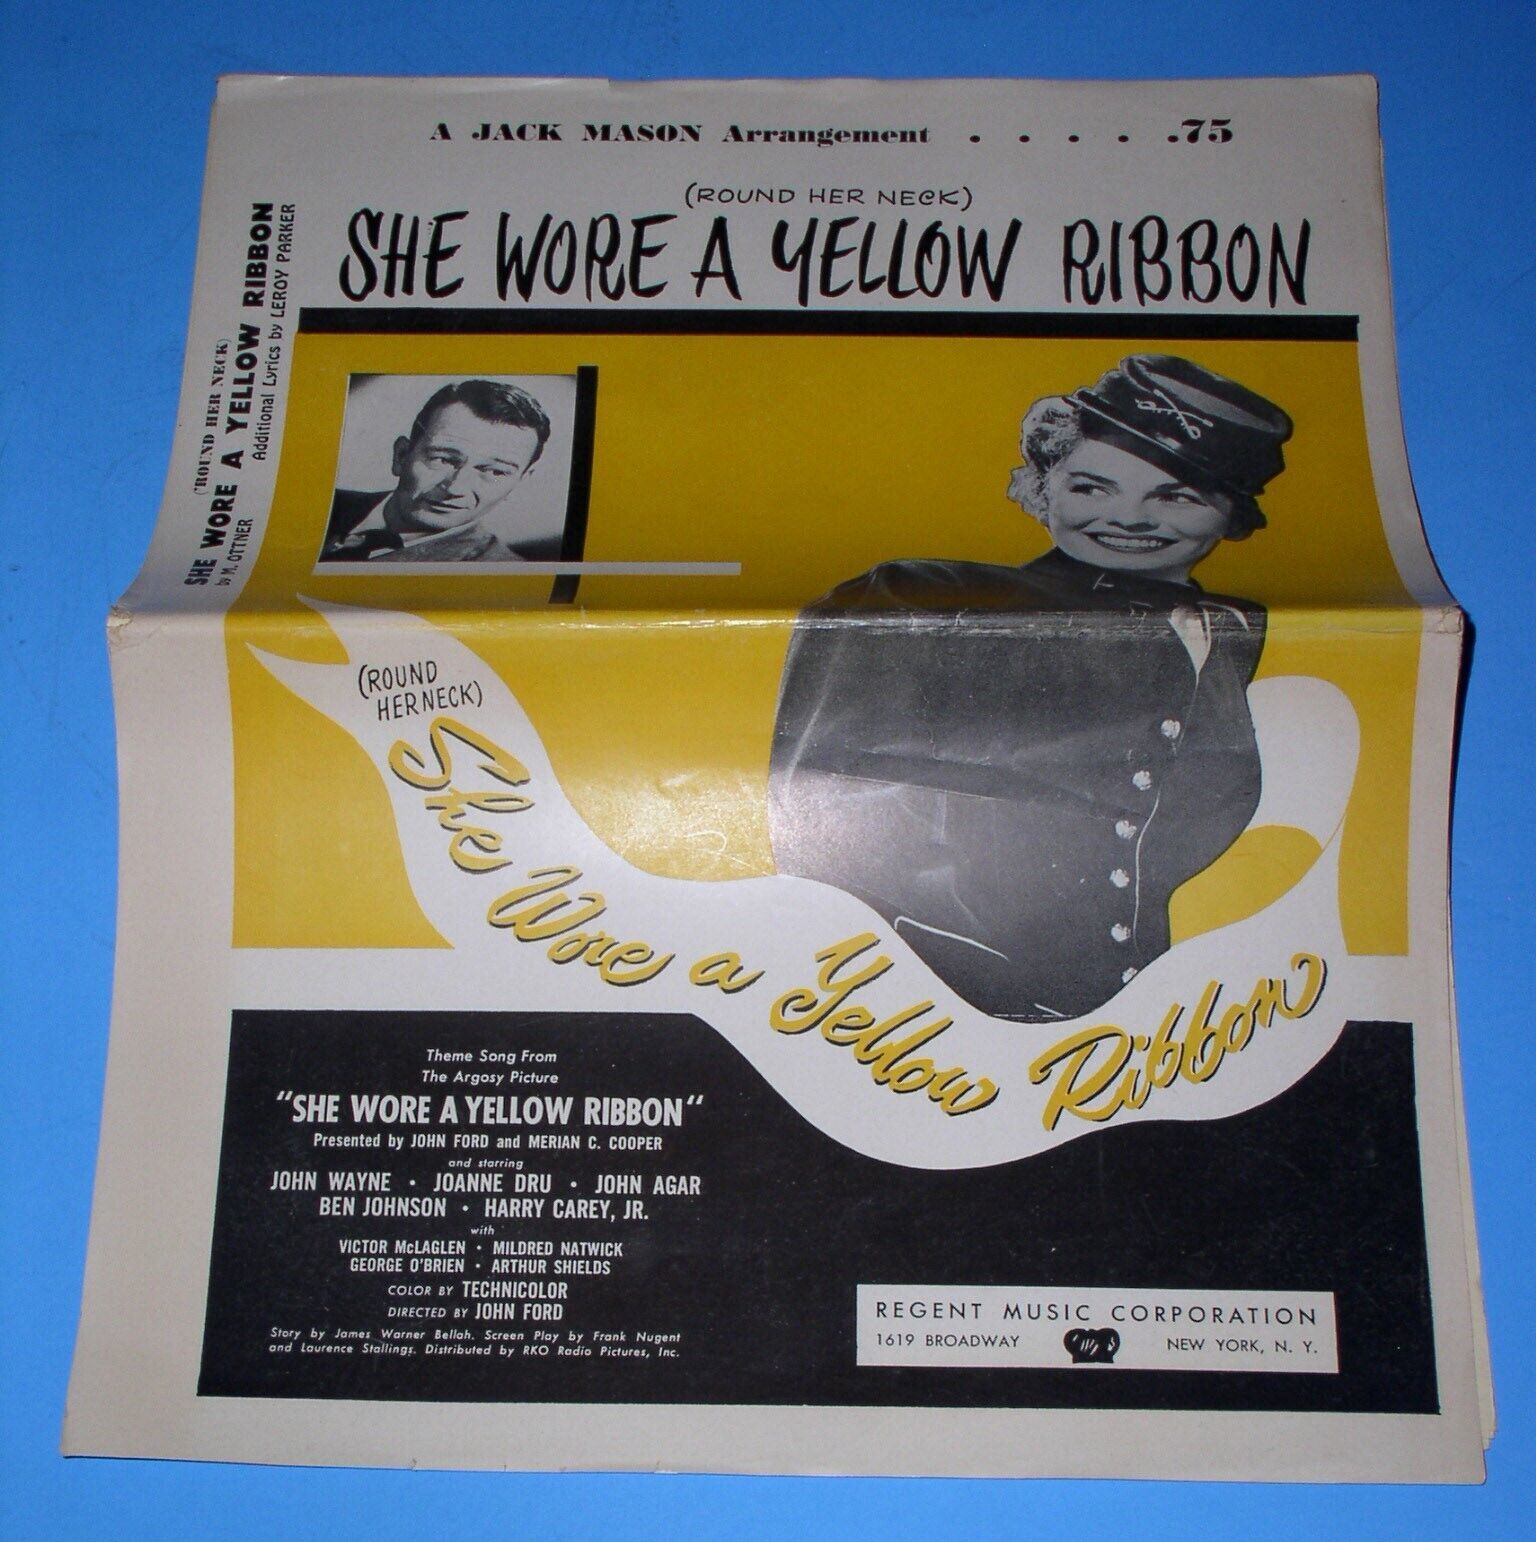 A JACK MASON Arrangement . . . . .75
(ROUND HER NECK)
SHE WORE A YELLOW RIBBON
('ROUND HER NECK)
SHE WORE A YELLOW RIBBON
by M. OTTNER Additional Lyrics by LEROY PARKER
(ROUND
HER NECK)
She Wore a Yellow Ribbon
Theme Song From
The Argosy Picture
"SHE WORE A YELLOW RIBBON"
Presented by JOHN FORD and MERIAN C. COOPER
and starring
JOHN WAYNE • JOANNE DRU • JOHN AGAR
BEN JOHNSON • HARRY CAREY, JR.
with
VICTOR McLAGLEN • MILDRED NATWICK
GEORGE O'BRIEN • ARTHUR SHIELDS
COLOR BY TECHNICOLOR
DIRECTED BY JOHN FORD
Story by James Warner Bellah. Screen Play by Frank Nugent
and Laurence Stallings. Distributed by RKO Radio Pictures, Inc.
REGENT MUSIC CORPORATION
1619 BROADWAY NEW YORK, N. Y.